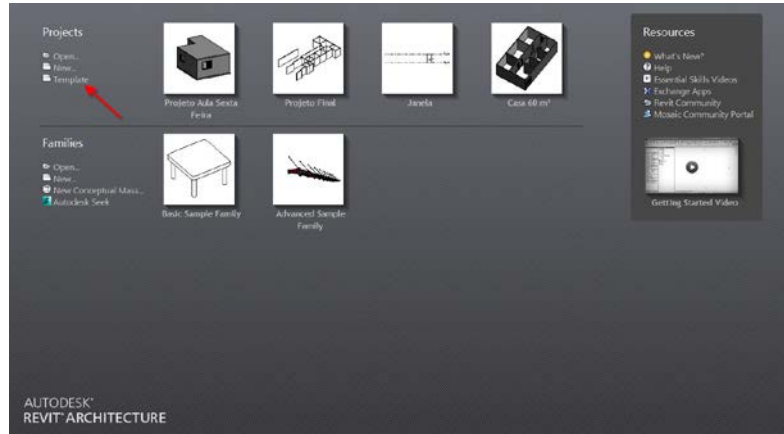 Projects
Open...
New...
Template
Projeto Aula Sexta
Feira
Projeto Final
Janela
Casa 60 m²
Families
Open...
New...
New Conceptual Mass...
Autodesk Seek
Basic Sample Family
Advanced Sample
Family
Resources
What's New?
Help
Essential Skills Videos
Exchange Apps
Revit Community
Mosaic Community Portal
Getting Started Video
AUTODESK®
REVIT® ARCHITECTURE